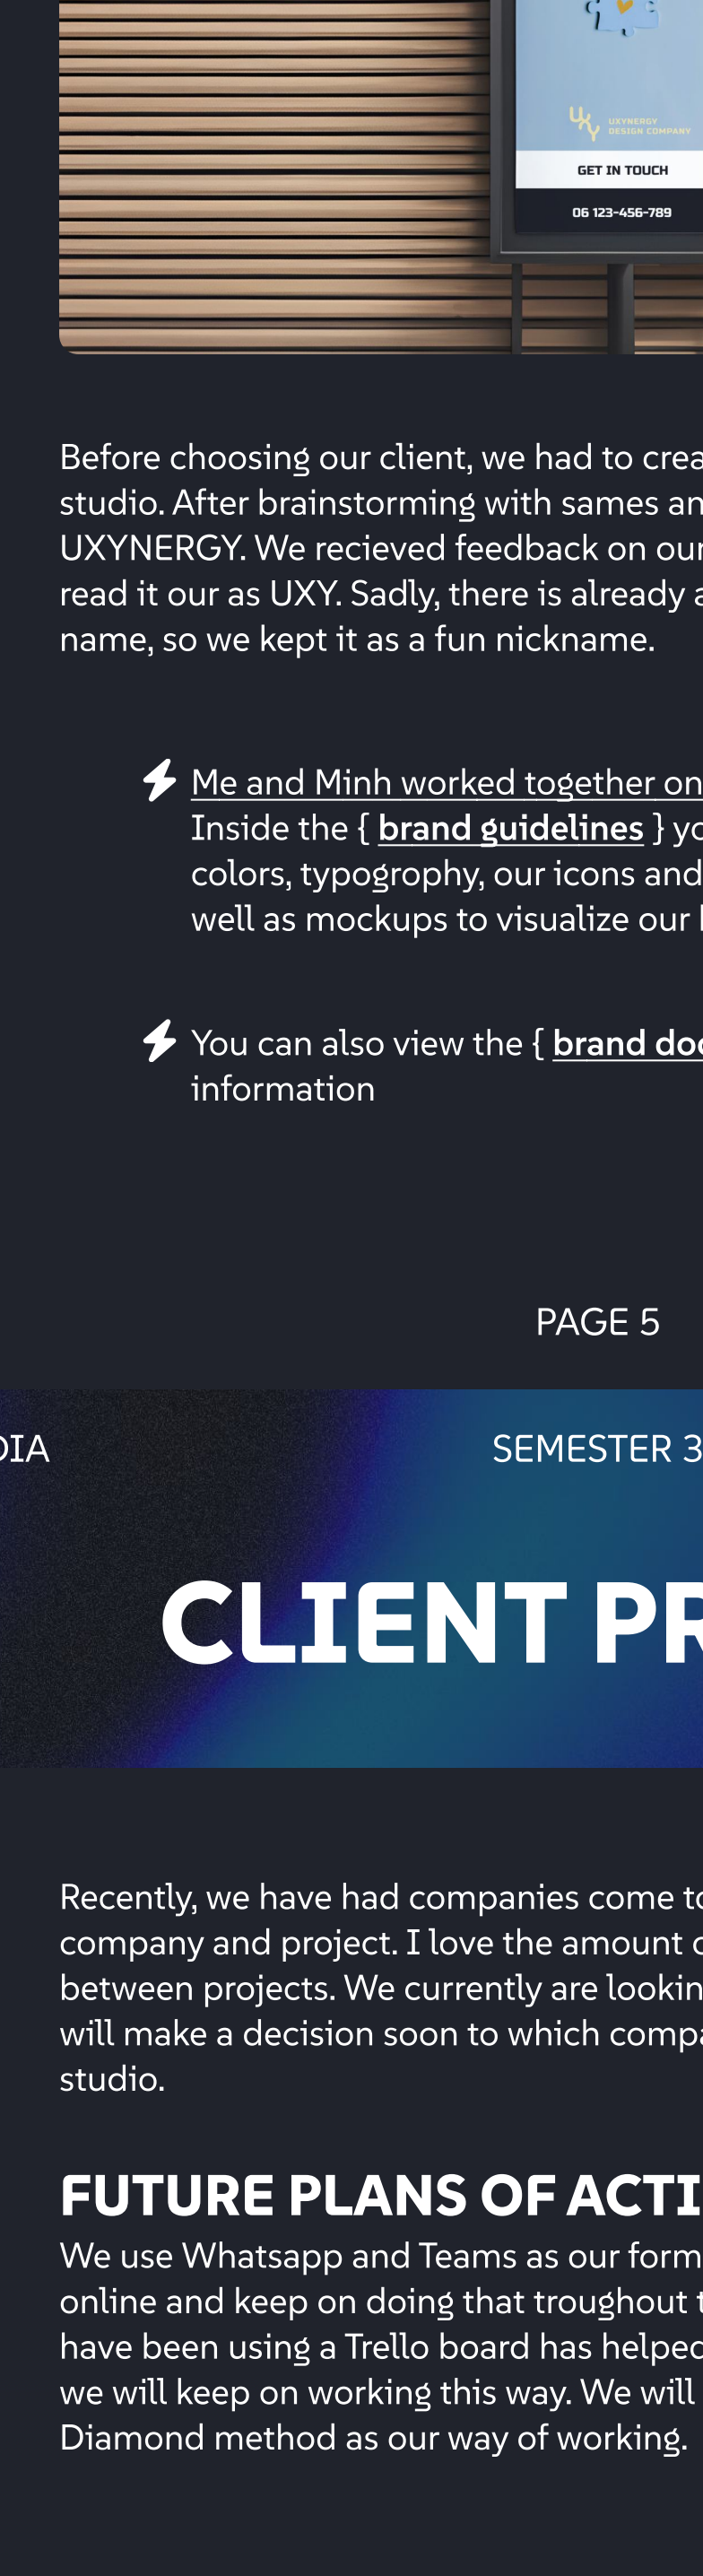 UXY UXYNERGY
DESIGN COMPANY
GET IN TOUCH
06 123-456-789
Before choosing our client, we had to crea
studio. After brainstorming with sames an
UXYNERGY. We recieved feedback on our
read it our as UXY. Sadly, there is already a
name, so we kept it as a fun nickname.
Me and Minh worked together on
Inside the { brand guidelines } yo
colors, typogrophy, our icons and
well as mockups to visualize our
You can also view the { brand doc
information
PAGE 5
DIA SEMESTER 3
CLIENT PR
Recently, we have had companies come to
company and project. I love the amount o
between projects. We currently are lookin
will make a decision soon to which compa
studio.
FUTURE PLANS OF ACTI
We use Whatsapp and Teams as our form
online and keep on doing that troughout t
have been using a Trello board has helped
we will keep on working this way. We will
Diamond method as our way of working.